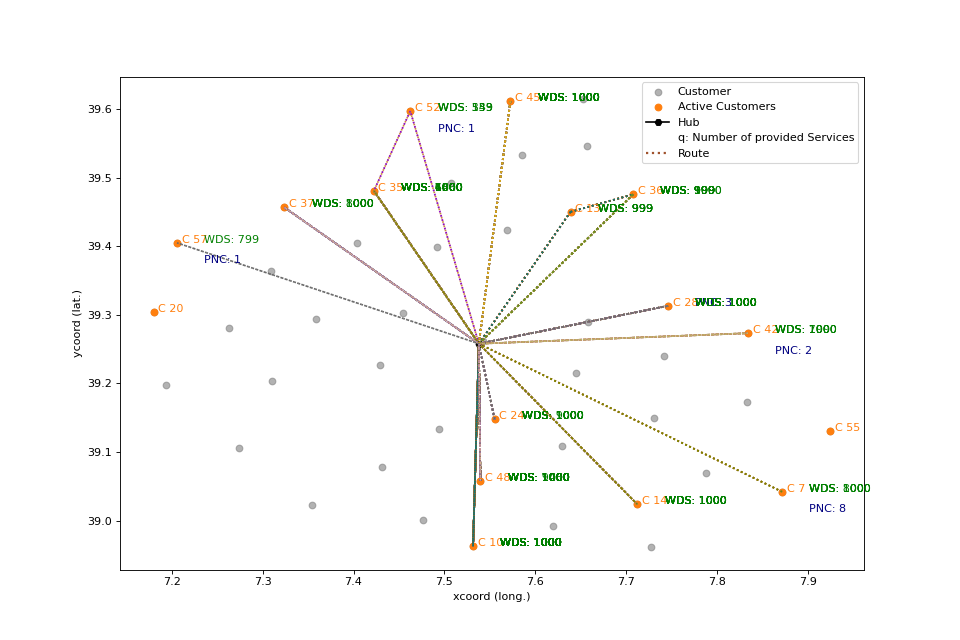 39.6
39.5
39.4
39.3
39.2
39.1
39.0
7.2
7.3
7.4
7.5
7.6
7.7
7.8
7.9
xcoord (long.)
ycoord (lat.)
Customer
Active Customers
Hub
q: Number of provided Services
Route
C 52
WDS:
PNC: 1
C 45
WDS: 1000
C 35
WDS:
C 37
WDS: 1000
C 36
WDS:
WDS: 999
C 57
WDS: 799
PNC: 1
C 20
C 28
WDS: 1000
C 42
WDS: 1000
PNC: 2
C 24
WDS: 1000
C 55
C 48
WDS: 1000
C 7
WDS: 1000
PNC: 8
C 14
WDS: 1000
C 10
WDS: 1000